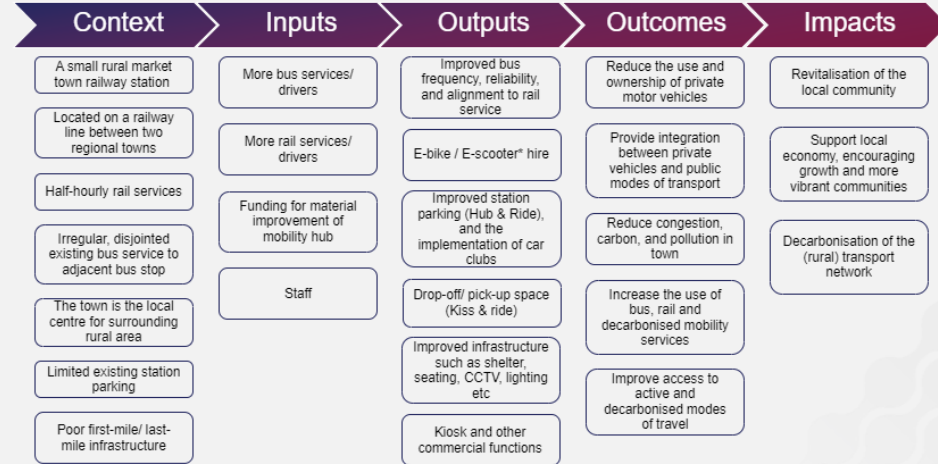 Context
Inputs
Outputs
Outcomes
Impacts
A small rural market
town railway station
Located on a railway
line between two
regional towns
Half-hourly rail services
Irregular, disjointed
existing bus service to
adjacent bus stop
The town is the local
centre for surrounding
rural area
Limited existing station
parking
Poor first-mile/ last-
mile infrastructure
More bus services/
drivers
More rail services/
drivers
Funding for material
improvement of
mobility hub
Staff
Improved bus
frequency, reliability,
and alignment to rail
service
E-bike / E-scooter* hire
Improved station
parking (Hub & Ride),
and the
implementation of car
clubs
Drop-off/ pick-up space
(Kiss & ride)
Improved infrastructure
such as shelter,
seating, CCTV, lighting
etc
Kiosk and other
commercial functions
Reduce the use and
ownership of private
motor vehicles
Provide integration
between private
vehicles and public
modes of transport
Reduce congestion,
carbon, and pollution in
town
Increase the use of
bus, rail and
decarbonised mobility
services
Improve access to
active and
decarbonised modes
of travel
Revitalisation of the
local community
Support local
economy, encouraging
growth and more
vibrant communities
Decarbonisation of the
(rural) transport
network